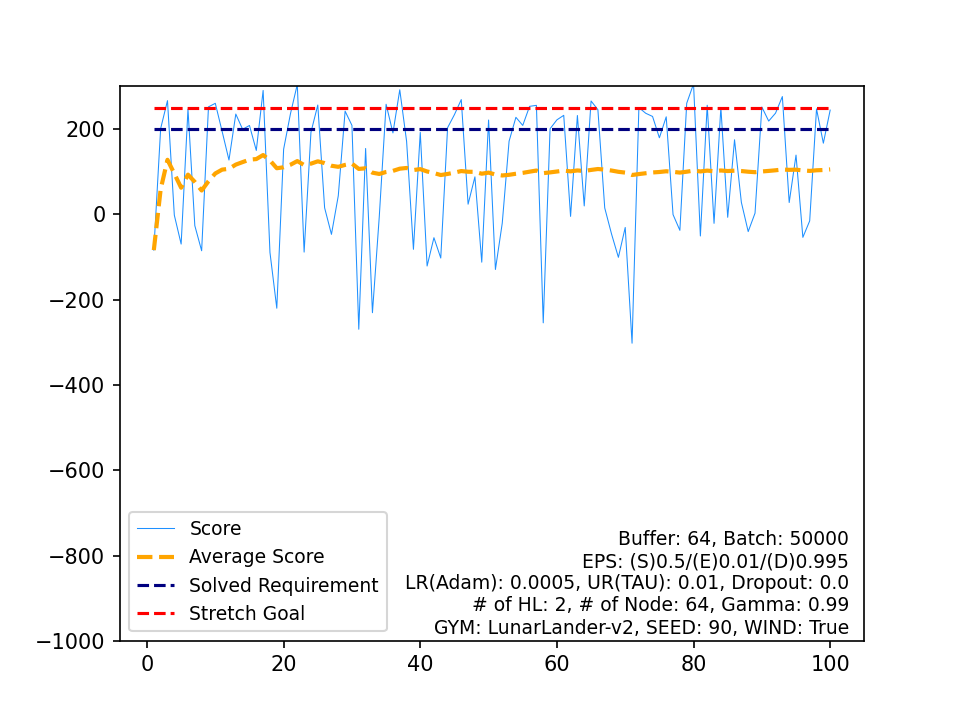 200
0
−200
−400
−600
−800
−1000
0 20 40 60 80 100
Score
Average Score
Solved Requirement
Stretch Goal
Buffer: 64, Batch: 50000
EPS: (S)0.5/(E)0.01/(D)0.995
LR(Adam): 0.0005, UR(TAU): 0.01, Dropout: 0.0
# of HL: 2, # of Node: 64, Gamma: 0.99
GYM: LunarLander-v2, SEED: 90, WIND: True